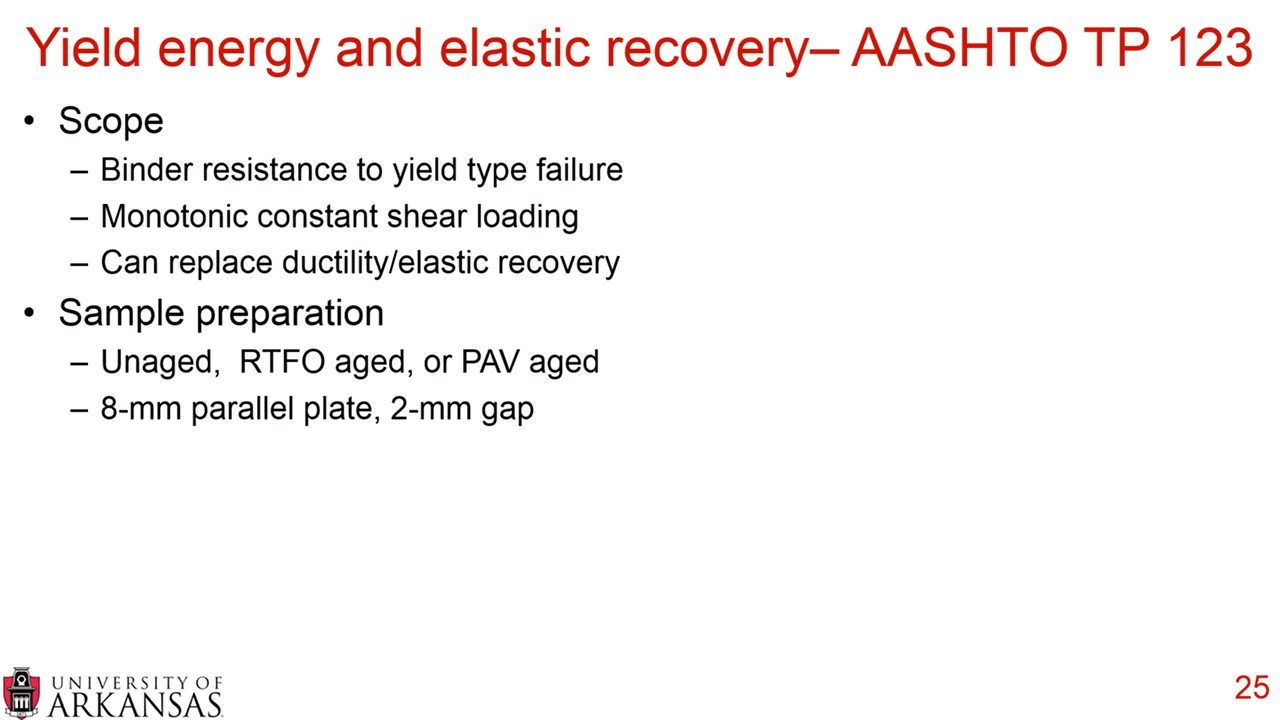 Yield energy and elastic recovery– AASHTO TP 123
• Scope
– Binder resistance to yield type failure
– Monotonic constant shear loading
– Can replace ductility/elastic recovery
• Sample preparation
– Unaged,  RTFO aged, or PAV aged
– 8-mm parallel plate, 2-mm gap
UNIVERSITY OF
ARKANSAS
25